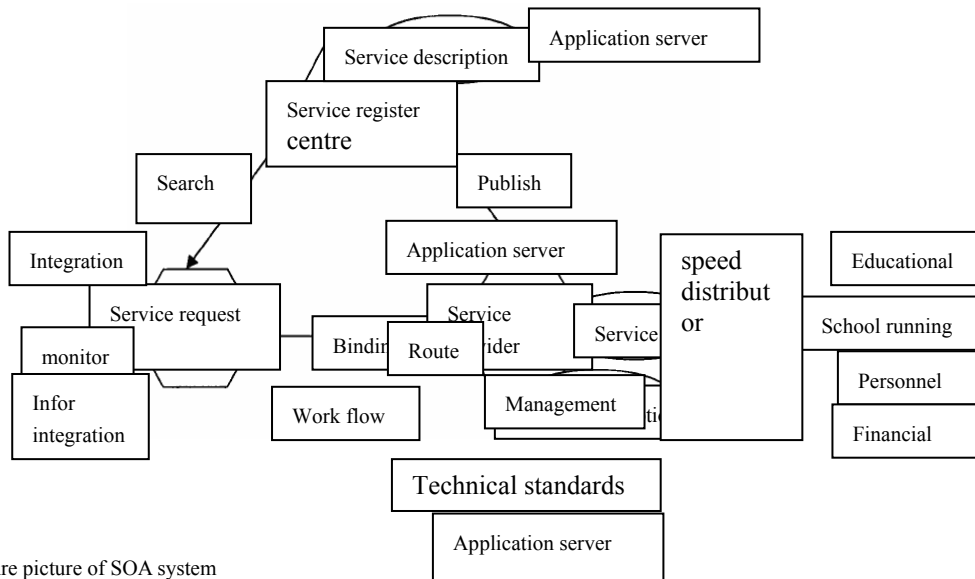 Application server
Service description
Service register
centre
Search
Publish
Application server
Integration
speed
distribut
or
Educational
Service request
Service
Service
School running
Route
monitor
Personnel
Infor
integration
Work flow
Management
Financial
Technical standards
Application server
picture of SOA system